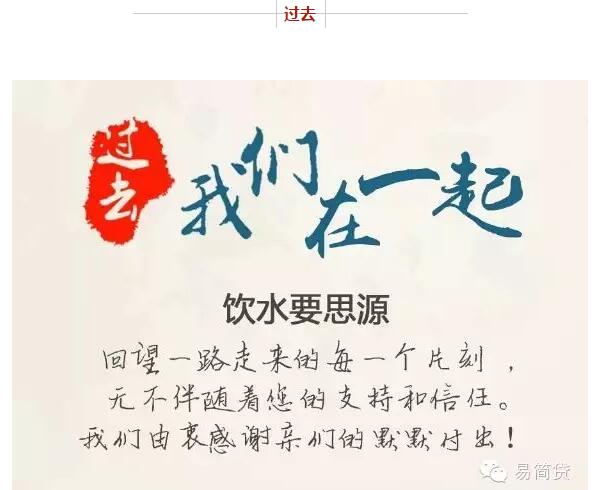 过去
过去
我们在一起
饮水要思源
回望一路走来的每一个片刻，
无不伴随着您的支持和信任。
我们由衷感谢亲们的默默付出！
易简贷